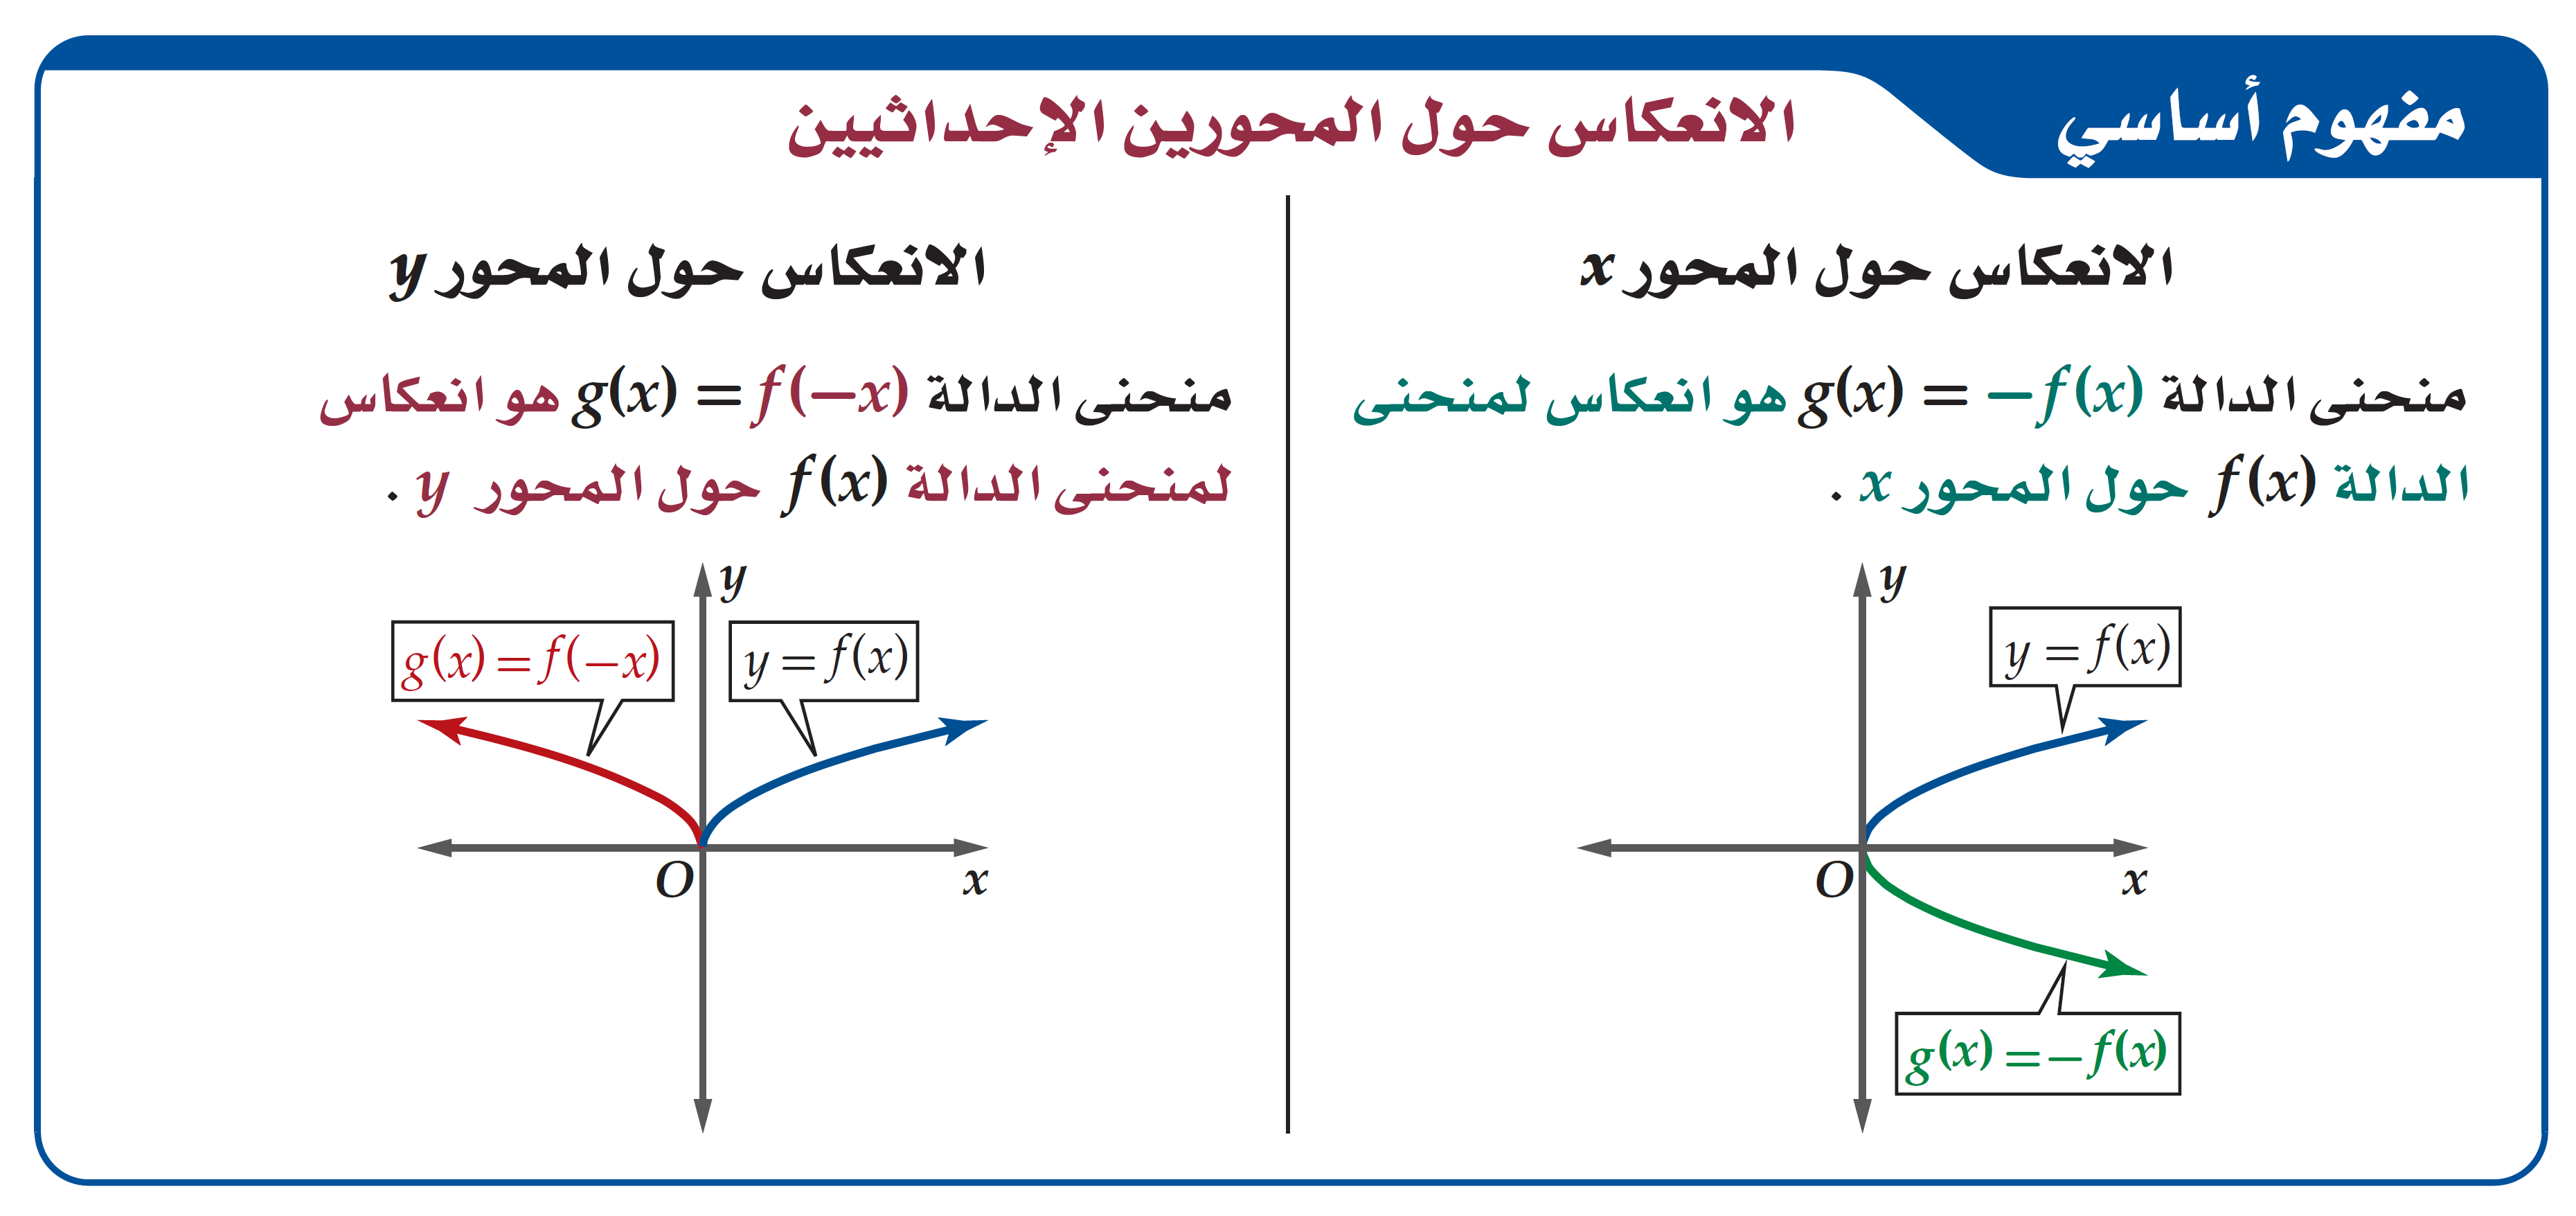 مفهوم أساسي
الانعكاس حول المحورين الإحداثيين
الانعكاس حول المحور x
منحنى الدالة g(x) = −f(x) هو انعكاس لمنحنى
الدالة f(x) حول المحور x .
y
y = f(x)
O
x
g(x) = − f(x)
الانعكاس حول المحور y
منحنى الدالة g(x) = f(−x) هو انعكاس
لمنحنى الدالة f(x) حول المحور y .
y
y = f(x)
g(x) = f(−x)
O
x